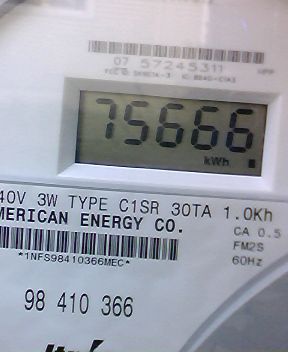 07 57245311
75666
kWh
40V 3W TYPE C1SR 30TA 1.0Kh
MERICAN ENERGY CO.
CA 0.5
FM2S
60Hz
*1NFS98410366MEC*
98 410 366